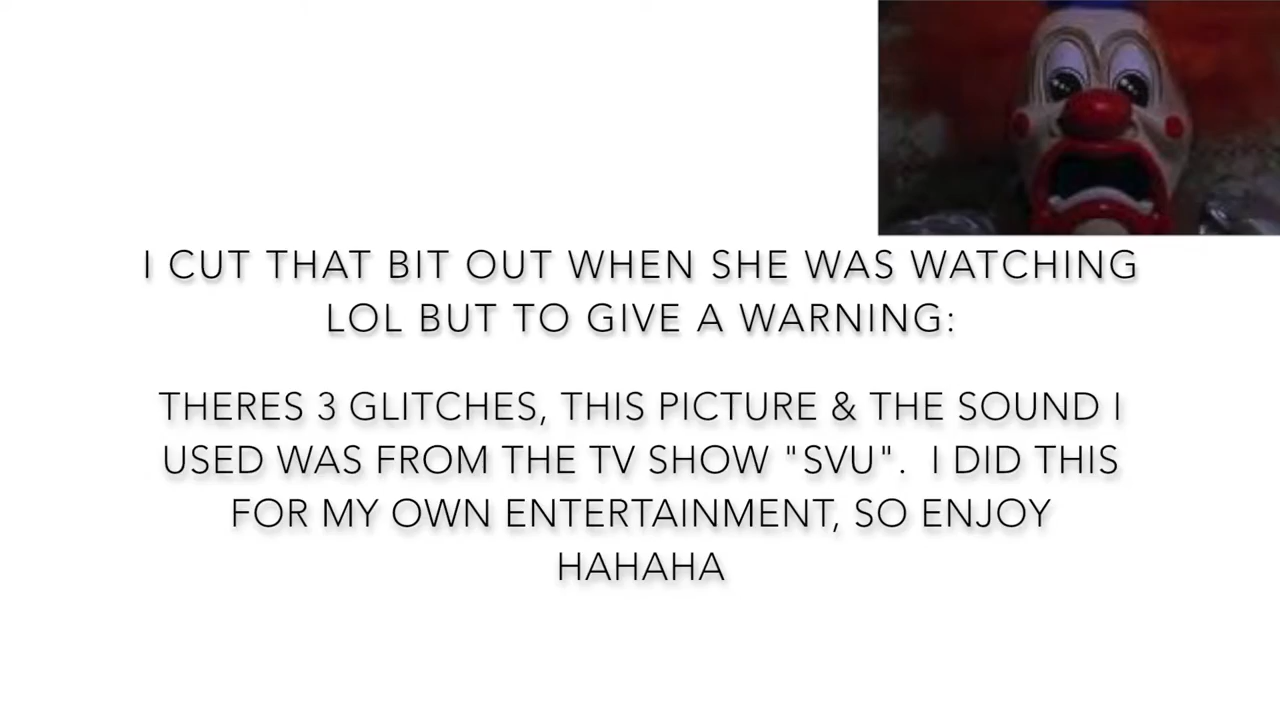 I CUT THAT BIT OUT WHEN SHE WAS WATCHING
LOL BUT TO GIVE A WARNING:
THERES 3 GLITCHES, THIS PICTURE & THE SOUND I
USED WAS FROM THE TV SHOW "SVU". I DID THIS
FOR MY OWN ENTERTAINMENT, SO ENJOY
HAHAHA